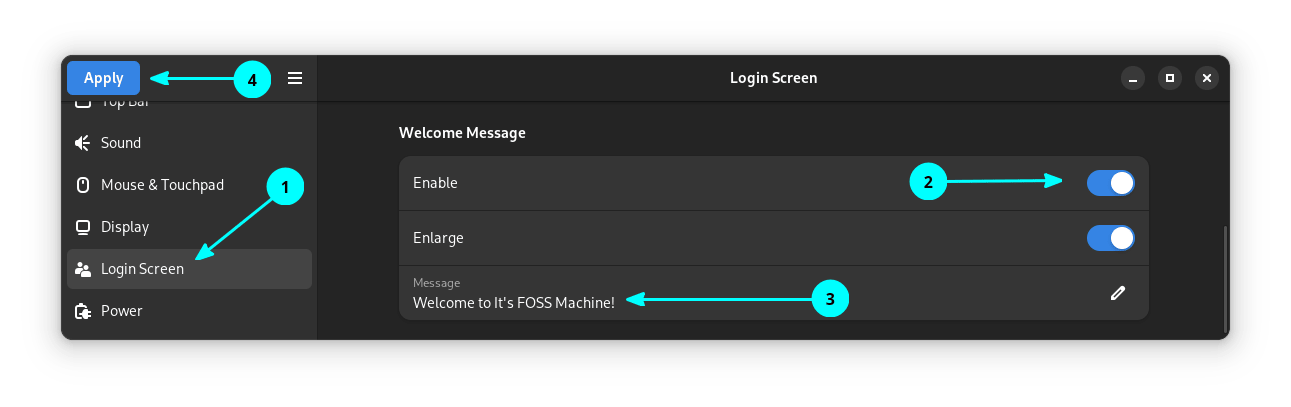 Apply
4
Login Screen
Top Bar
Sound
Mouse & Touchpad
1
Display
Login Screen
Power
Welcome Message
Enable
2
Enlarge
Message
Welcome to It's FOSS Machine!
3